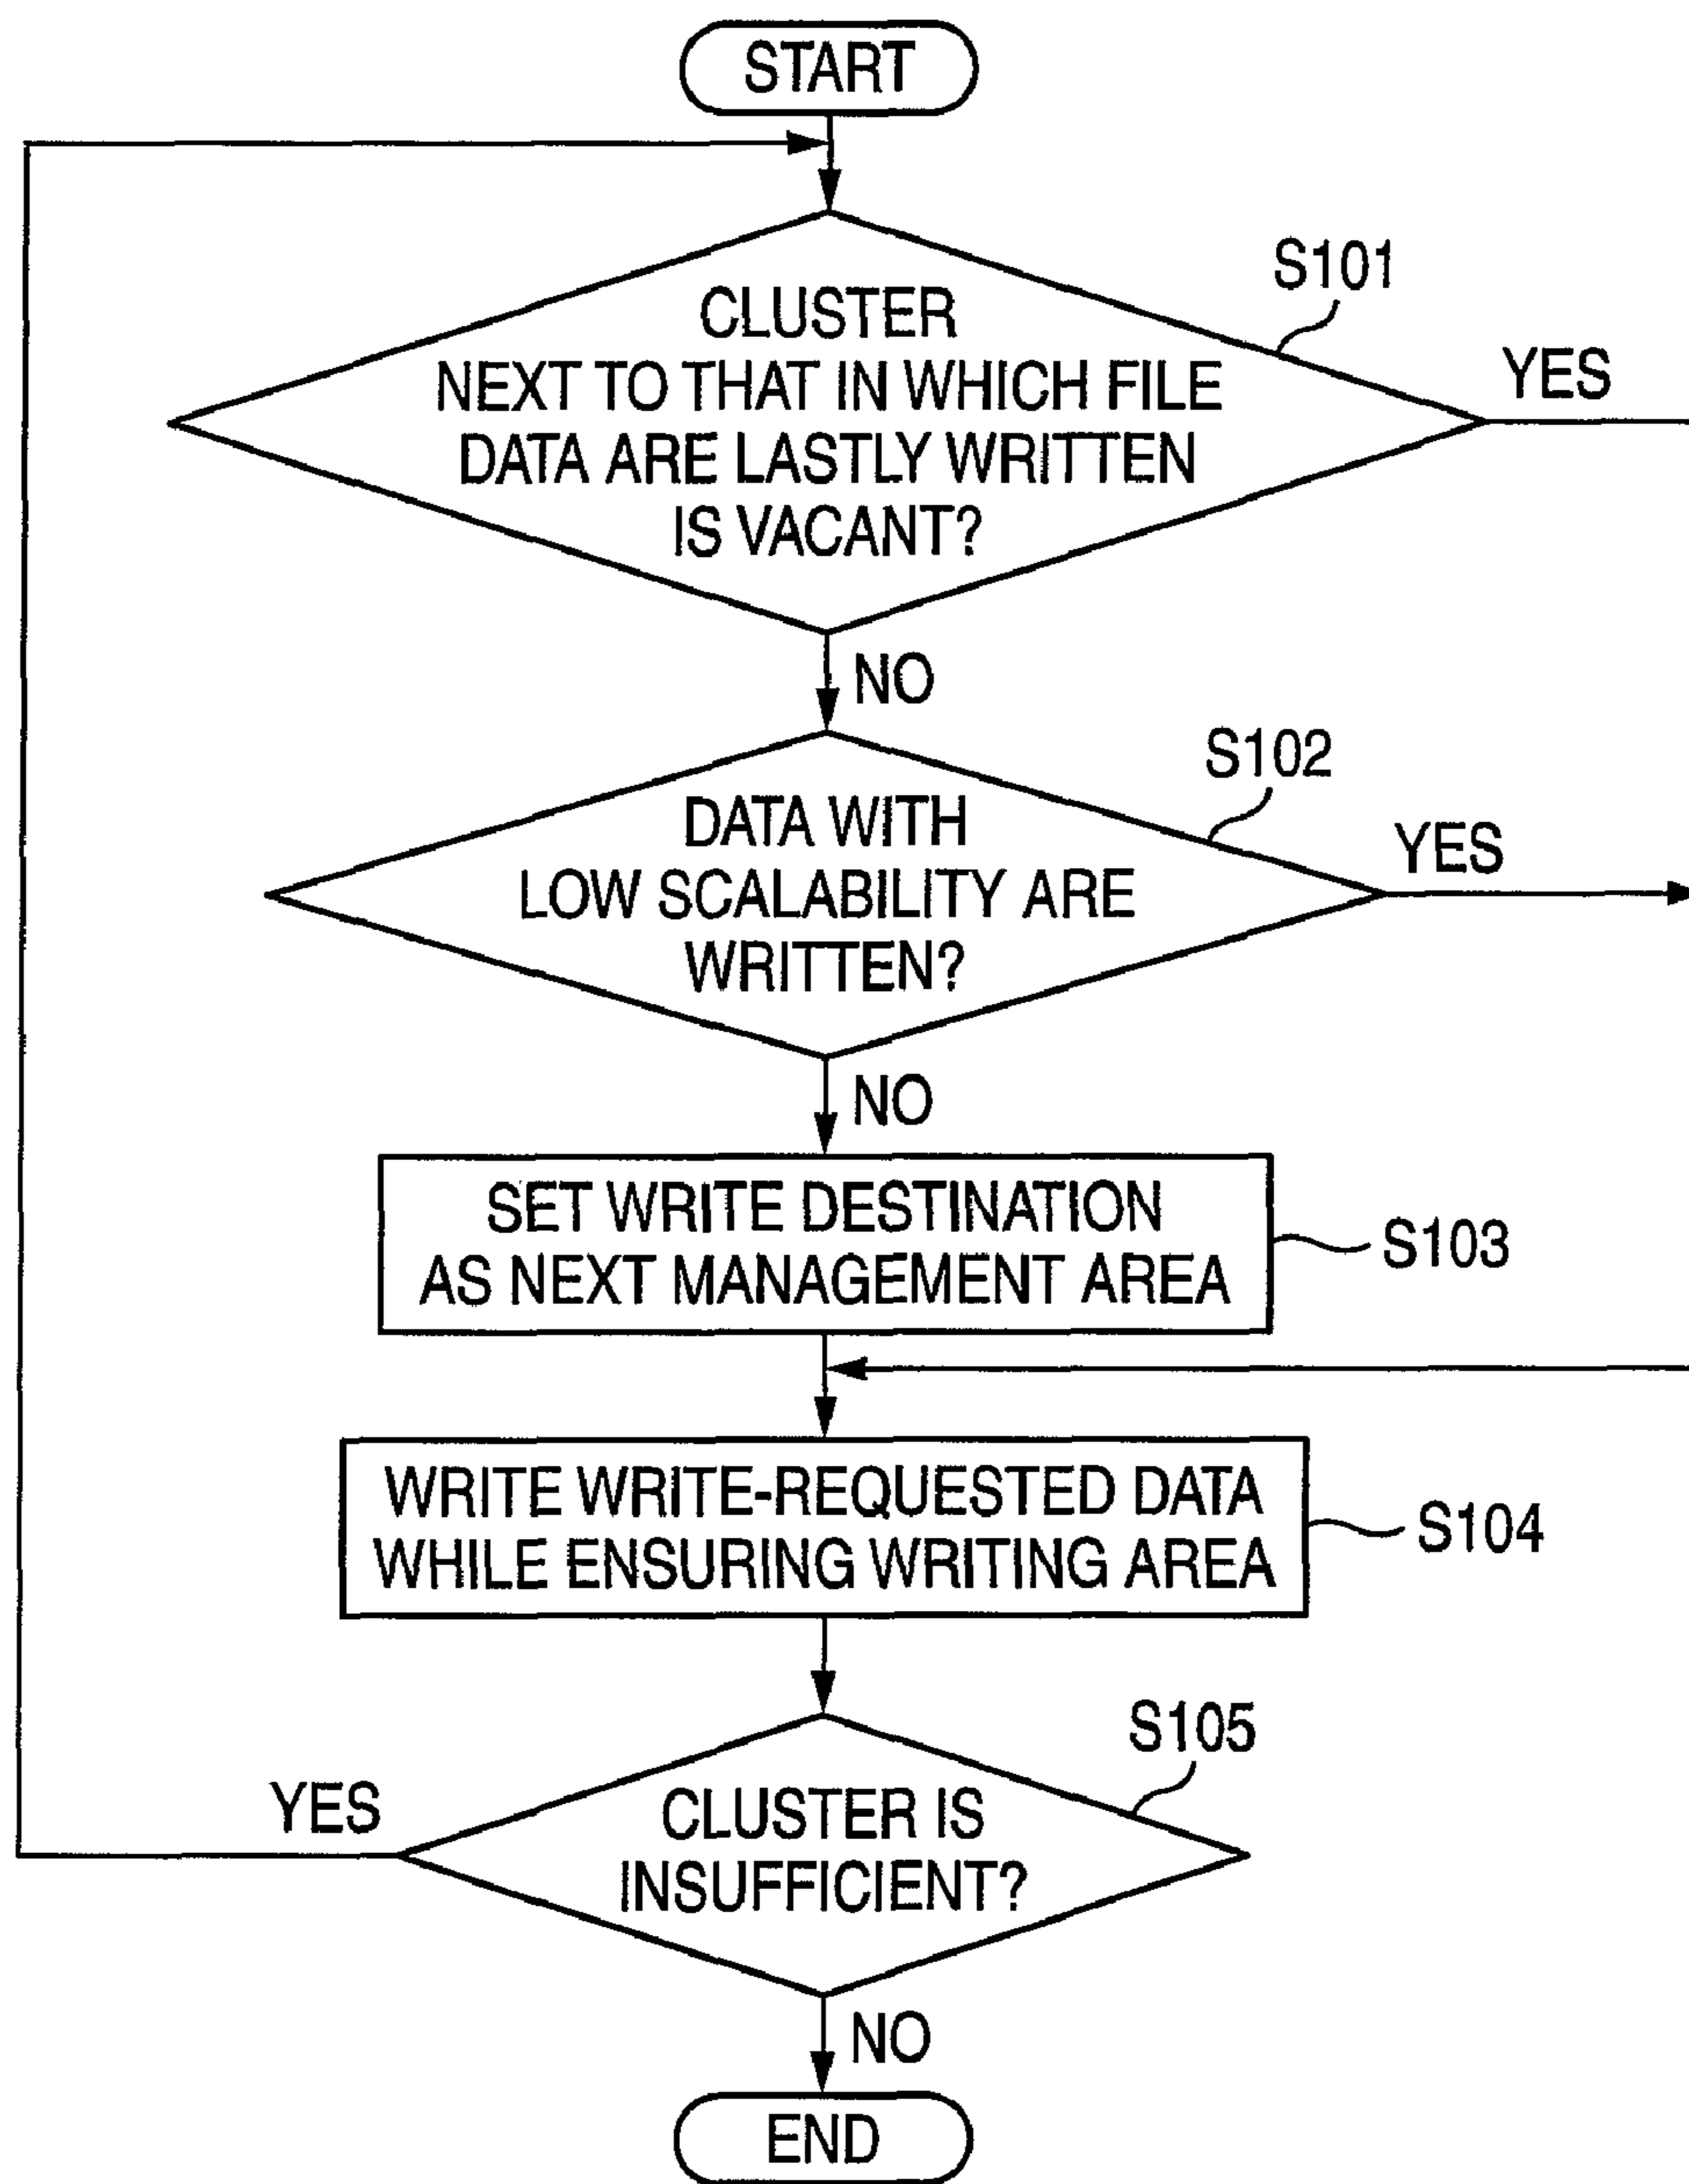 START
S101
CLUSTER
NEXT TO THAT IN WHICH FILE
DATA ARE LASTLY WRITTEN
IS VACANT?
YES
NO
S102
DATA WITH
LOW SCALABILITY ARE
WRITTEN?
YES
NO
SET WRITE DESTINATION
AS NEXT MANAGEMENT AREA
S103
WRITE WRITE-REQUESTED DATA
WHILE ENSURING WRITING AREA
S104
S105
YES
CLUSTER IS
INSUFFICIENT?
NO
END